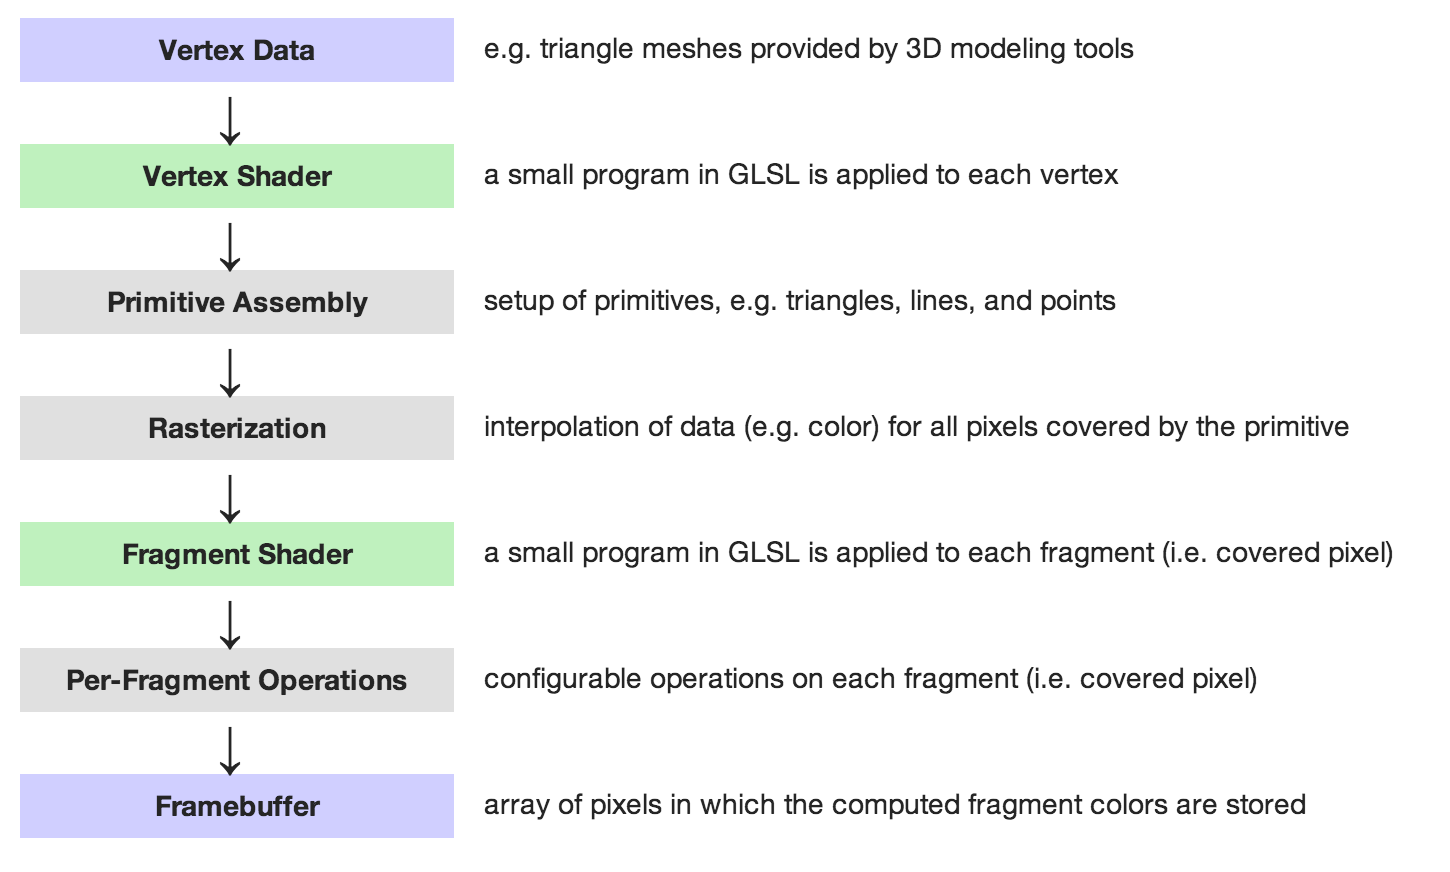 Vertex Data
e.g. triangle meshes provided by 3D modeling tools
Vertex Shader
a small program in GLSL is applied to each vertex
Primitive Assembly
setup of primitives, e.g. triangles, lines, and points
Rasterization
interpolation of data (e.g. color) for all pixels covered by the primitive
Fragment Shader
a small program in GLSL is applied to each fragment (i.e. covered pixel)
Per-Fragment Operations
configurable operations on each fragment (i.e. covered pixel)
Framebuffer
array of pixels in which the computed fragment colors are stored